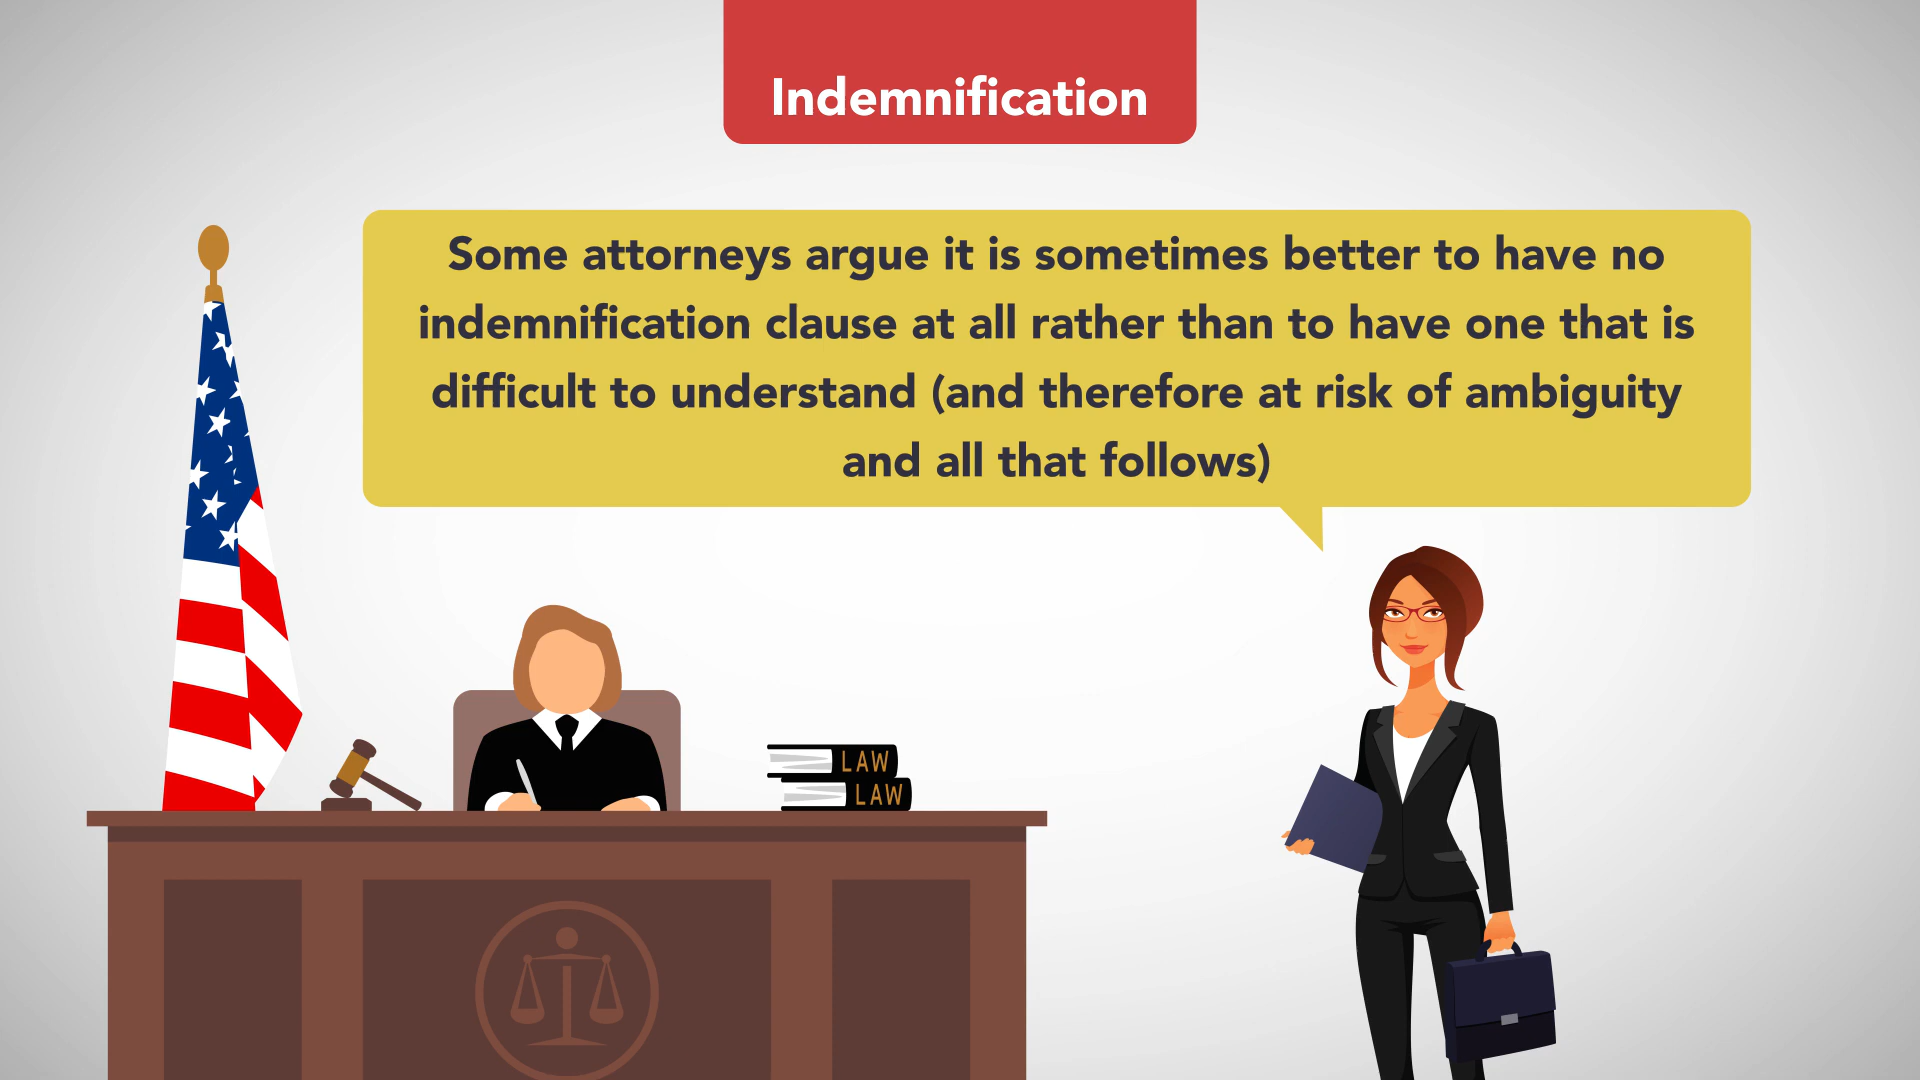 Indemnification
Some attorneys argue it is sometimes better to have no
indemnification clause at all rather than to have one that is
difficult to understand (and therefore at risk of ambiguity
and all that follows)
LAW
LAW